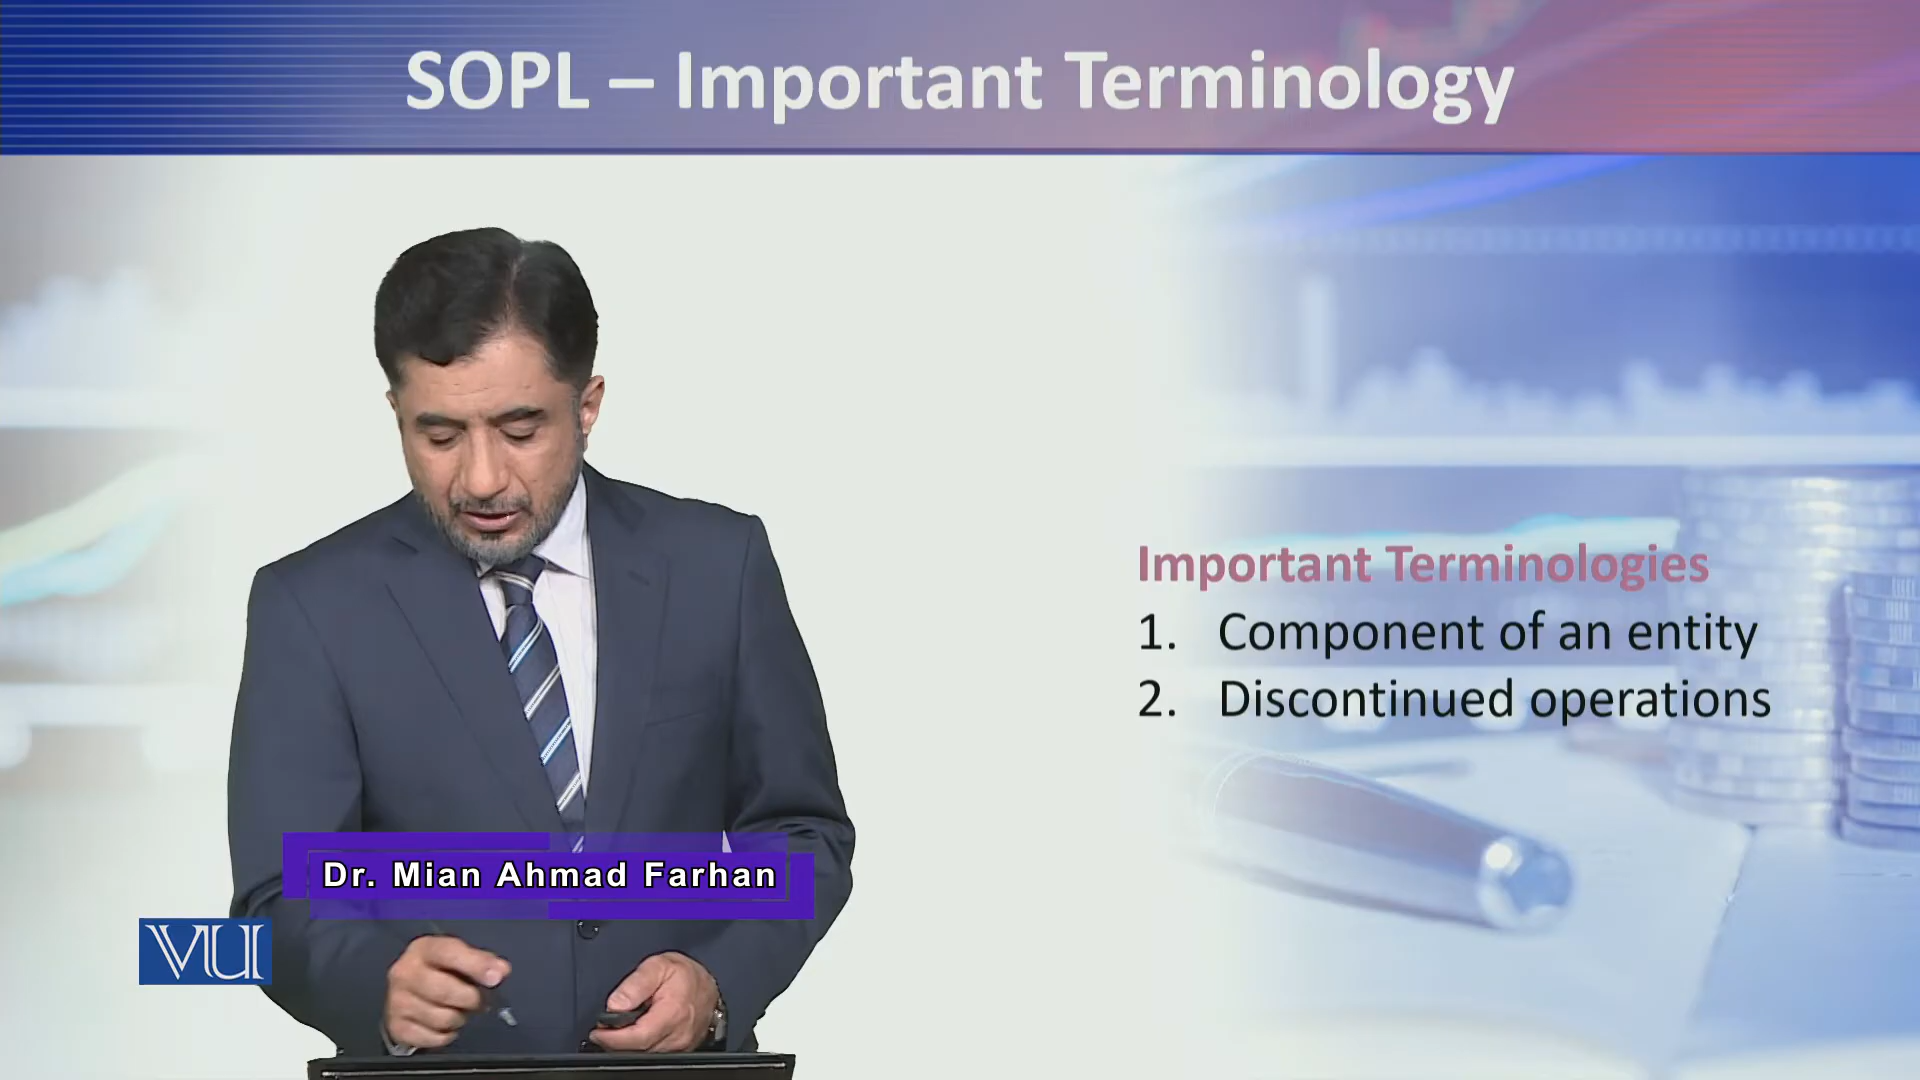 SOPL – Important Terminology
Important Terminologies
1. Component of an entity
2. Discontinued operations
Dr. Mian Ahmad Farhan
VU